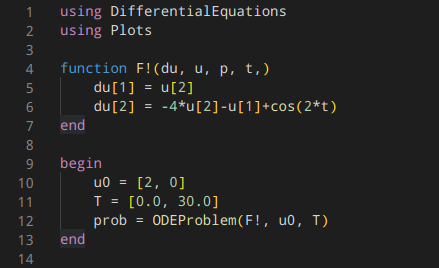 1 using DifferentialEquations
2 using Plots
3
4 function F!(du, u, p, t,)
5     du[1] = u[2]
6     du[2] = -4*u[2]-u[1]+cos(2*t)
7 end
8
9 begin
10     u0 = [2, 0]
11     T = [0.0, 30.0]
12     prob = ODEProblem(F!, u0, T)
13 end
14